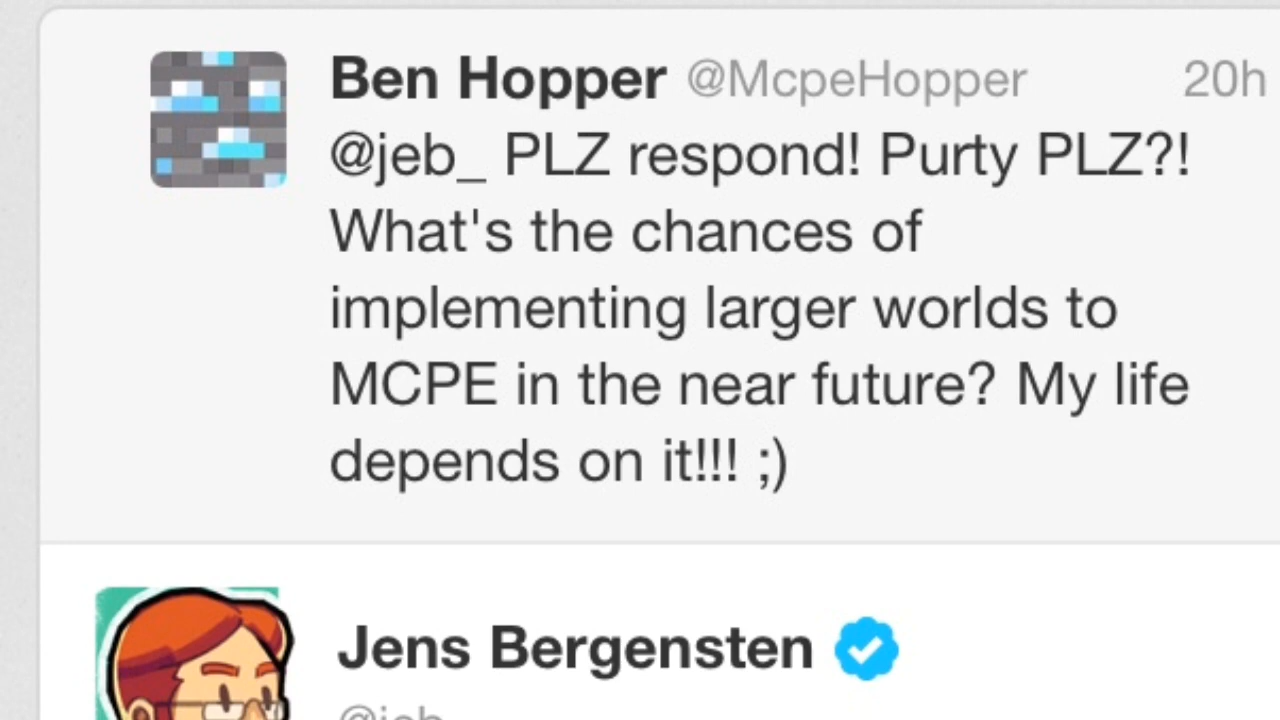 Ben Hopper @McpeHopper 20h
@jeb_ PLZ respond! Purty PLZ?!
What's the chances of
implementing larger worlds to
MCPE in the near future? My life
depends on it!!! ;)
Jens Bergensten
@jeb_